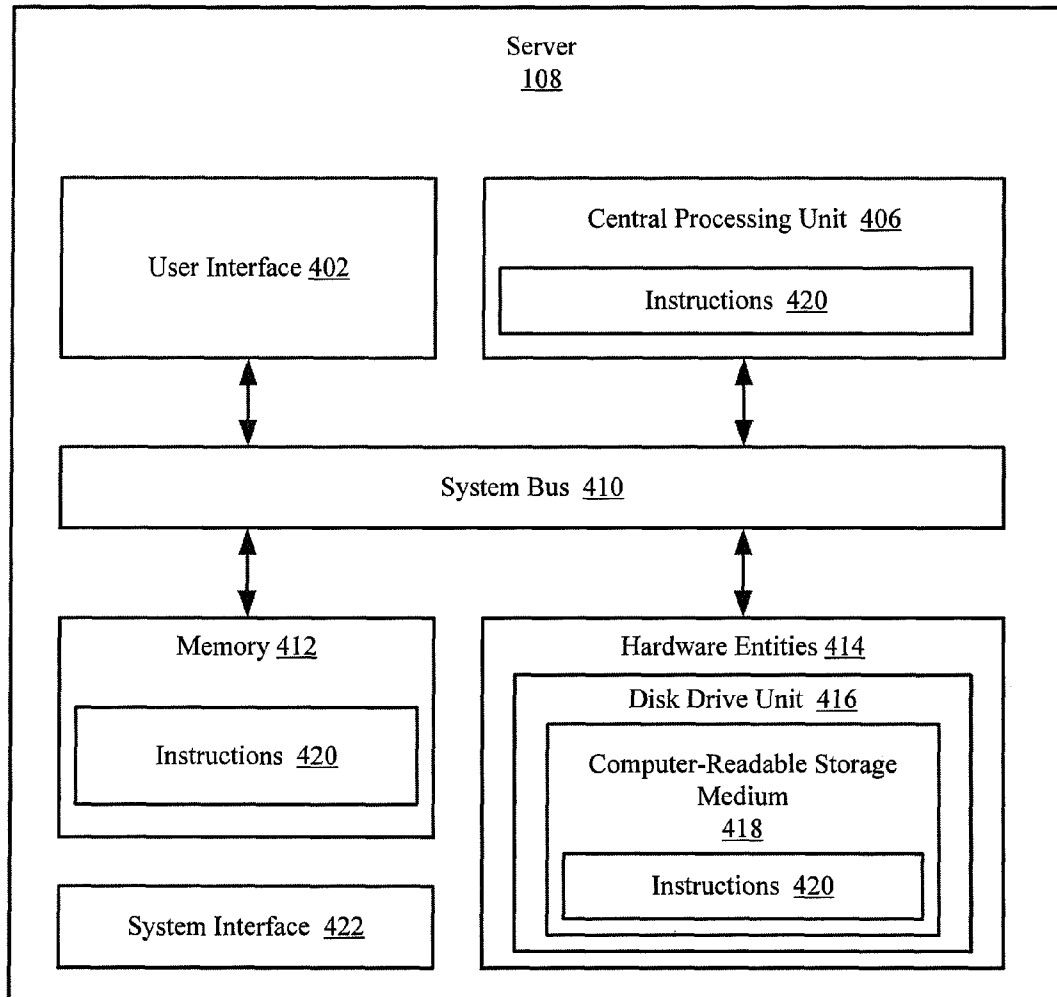 Server
108
User Interface 402
Central Processing Unit 406
Instructions 420
System Bus 410
Memory 412
Instructions 420
Hardware Entities 414
Disk Drive Unit 416
Computer-Readable Storage
Medium
418
Instructions 420
System Interface 422